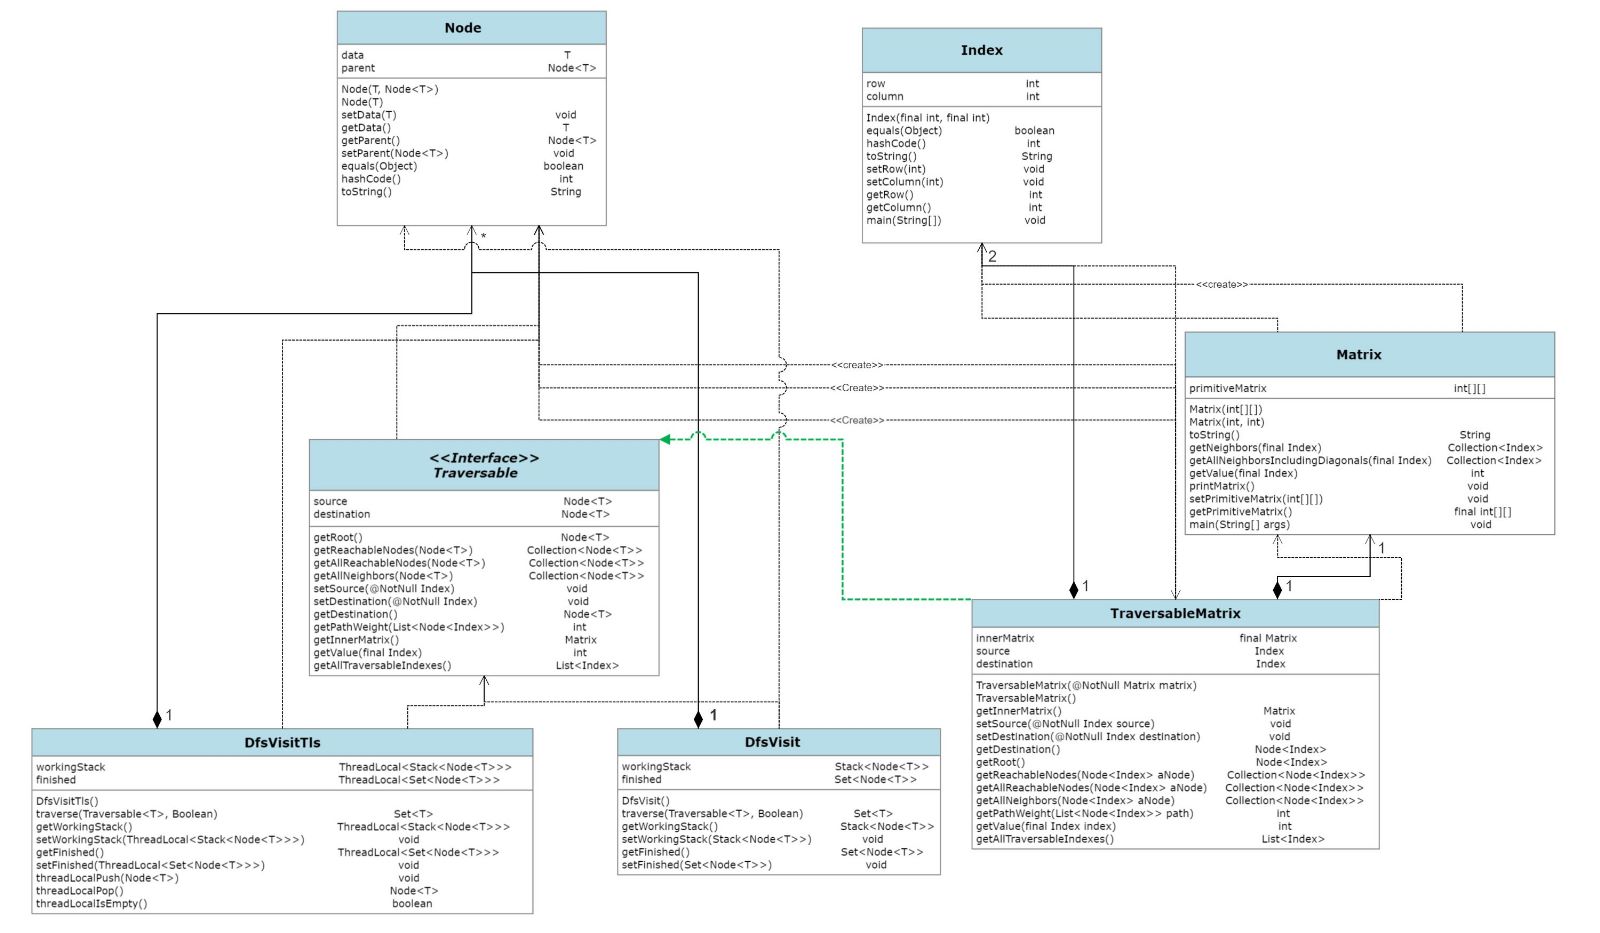 Node
data T
parent Node<T>
Node(T, Node<T>)
Node(T)
setData(T) void
getData() T
getParent() Node<T>
setParent(Node<T>) void
equals(Object) boolean
hashCode() int
toString() String
*
Index
row int
column int
Index(final int, final int)
equals(Object) boolean
hashCode() int
toString() String
setRow(int) void
setColumn(int) void
getRow() int
getColumn() int
main(String[]) void
2
<<create>>
<<create>>
<<Create>>
<<Create>>
Matrix
primitiveMatrix int[][]
Matrix(int[][])
Matrix(int, int)
toString() String
getNeighbors(final Index) Collection<Index>
getAllNeighborsIncludingDiagonals(final Index) Collection<Index>
getValue(final Index) int
printMatrix() void
setPrimitiveMatrix(int[][]) void
getPrimitiveMatrix() final int[][]
main(String[] args) void
1
1
1
<<Interface>>
Traversable
source Node<T>
destination Node<T>
getRoot() Node<T>
getReachableNodes(Node<T>) Collection<Node<T>>
getAllReachableNodes(Node<T>) Collection<Node<T>>
getAllNeighbors(Node<T>) Collection<Node<T>>
setSource(@NotNull Index) void
setDestination(@NotNull Index) void
getDestination() Node<T>
getPathWeight(List<Node<Index>>) int
getInnerMatrix() Matrix
getValue(final Index) int
getAllTraversableIndexes() List<Index>
TraversableMatrix
innerMatrix final Matrix
source Index
destination Index
TraversableMatrix(@NotNull Matrix matrix)
TraversableMatrix()
getInnerMatrix() Matrix
setSource(@NotNull Index source) void
setDestination(@NotNull Index destination) void
getDestination() Node<Index>
getRoot() Node<Index>
getReachableNodes(Node<Index> aNode) Collection<Node<Index>>
getAllReachableNodes(Node<Index> aNode) Collection<Node<Index>>
getAllNeighbors(Node<Index> aNode) Collection<Node<Index>>
getPathWeight(List<Node<Index>> path) int
getValue(final Index index) int
getAllTraversableIndexes() List<Index>
1
1
DfsVisitTls
workingStack ThreadLocal<Stack<Node<T>>>
finished ThreadLocal<Set<Node<T>>>
DfsVisitTls()
traverse(Traversable<T>, Boolean) Set<T>
getWorkingStack() ThreadLocal<Stack<Node<T>>>
setWorkingStack(ThreadLocal<Stack<Node<T>>>) void
getFinished() ThreadLocal<Set<Node<T>>>
setFinished(ThreadLocal<Set<Node<T>>>) void
threadLocalPush(Node<T>) void
threadLocalPop() Node<T>
threadLocalIsEmpty() boolean
DfsVisit
workingStack Stack<Node<T>>
finished Set<Node<T>>
DfsVisit()
traverse(Traversable<T>, Boolean) Set<T>
getWorkingStack() Stack<Node<T>>
setWorkingStack(Stack<Node<T>>) void
getFinished() Set<Node<T>>
setFinished(Set<Node<T>>) void